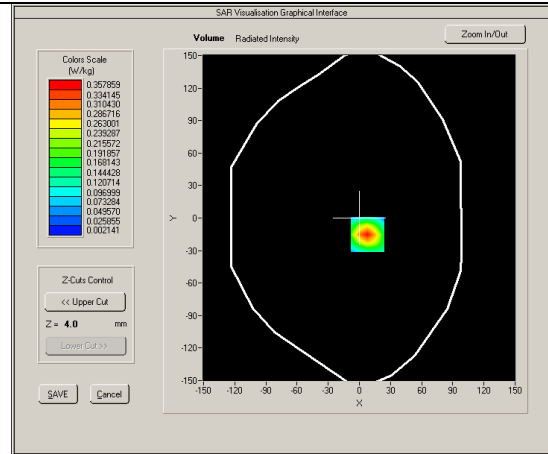 SAR Visualisation Graphical Interface
Volume Radiated Intensity
Zoom In/Out
Colors Scale
(W/kg)
0.357859
0.334145
0.310430
0.286716
0.263001
0.239287
0.215572
0.191857
0.168143
0.144428
0.120714
0.096999
0.073284
0.049570
0.025855
0.002141
Z-Cuts Control
<< Upper Cut
Z = 4.0 mm
Lower Cut >>
SAVE Cancel
150
120
90
60
30
0
-30
-60
-90
-120
-150
Y
-150 -120 -90 -60 -30 0 30 60 90 120 150
X